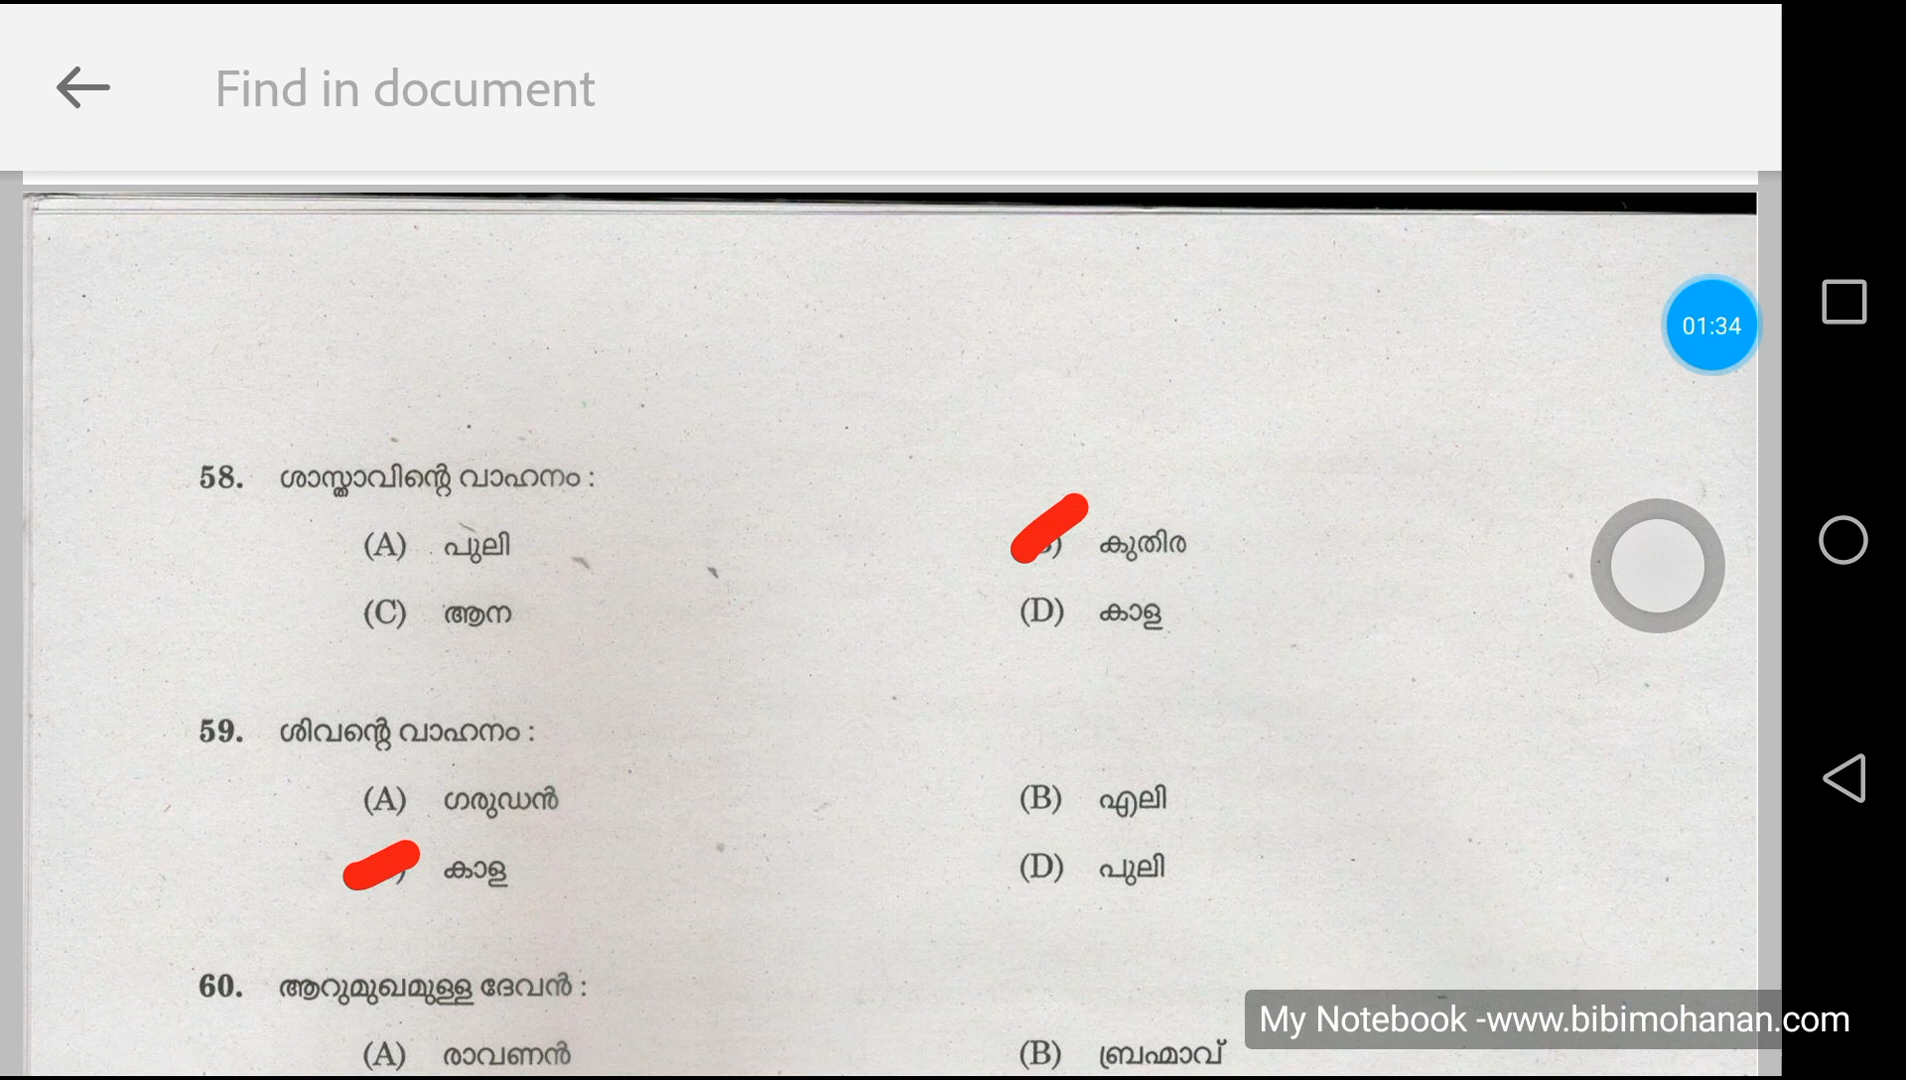 Find in document
01:34
58. ശാസ്താവിന്റെ വാഹനം :
(A) പുലി
) കുതിര
(C) ആന
(D) കാള
59. ശിവന്റെ വാഹനം :
(A) ഗരുഡൻ
(B) എലി
) കാള
(D) പുലി
60. ആറുമുഖമുള്ള ദേവൻ :
(A) രാവണൻ
(B) ബ്രഹ്മാവ്
My Notebook -www.bibimohanan.com